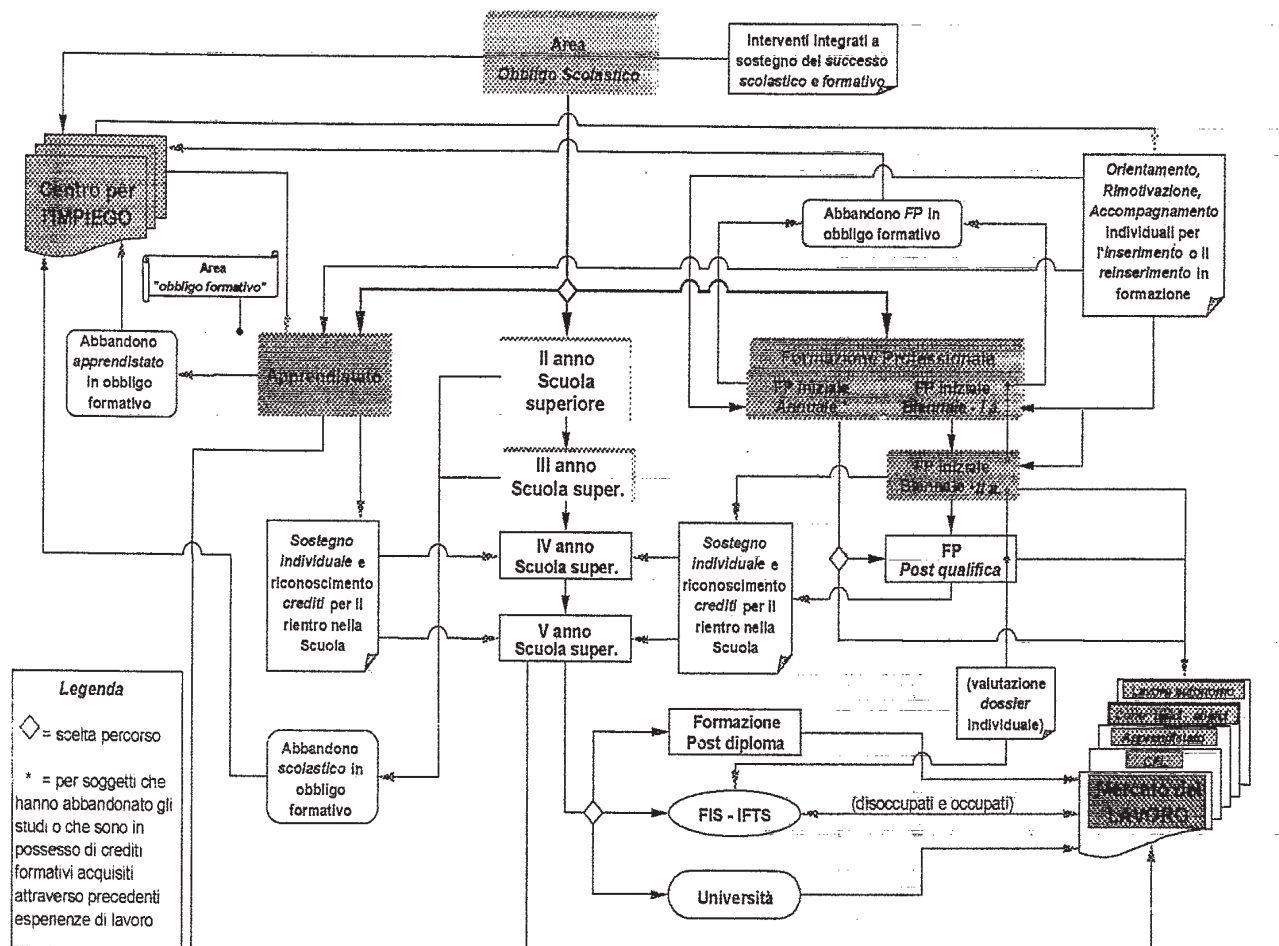 Area
Obbligo Scolastico
Interventi integrati a
sostegno del successo
scolastico e formativo
Centro per
l'IMPIEGO
Orientamento,
Rimotivazione,
Accompagnamento
individuali per
l'inserimento o il
reinserimento in
formazione
Abbandono FP in
obbligo formativo
Area
"obbligo formativo"
Abbandono
apprendistato
in obbligo
formativo
Apprendistato
II anno
Scuola
superiore
Formazione Professionale
FP iniziale
Annuale
FP iniziale
Biennale - I a.
III anno
Scuola super.
FP iniziale
Biennale - II a.
Sostegno
individuale e
riconoscimento
crediti per il
rientro nella
Scuola
IV anno
Scuola super.
Sostegno
individuale e
riconoscimento
crediti per il
rientro nella
Scuola
FP
Post qualifica
V anno
Scuola super.
Legenda
= scelta percorso
* = per soggetti che
hanno abbandonato gli
studi o che sono in
possesso di crediti
formativi acquisiti
attraverso precedenti
esperienze di lavoro
Abbandono
scolastico in
obbligo
formativo
Formazione
Post diploma
(valutazione
dossier
individuale)
FIS - IFTS
(disoccupati e occupati)
Università
Lavoro autonomo
Apprendistato
CFL
Mercato del
LAVORO